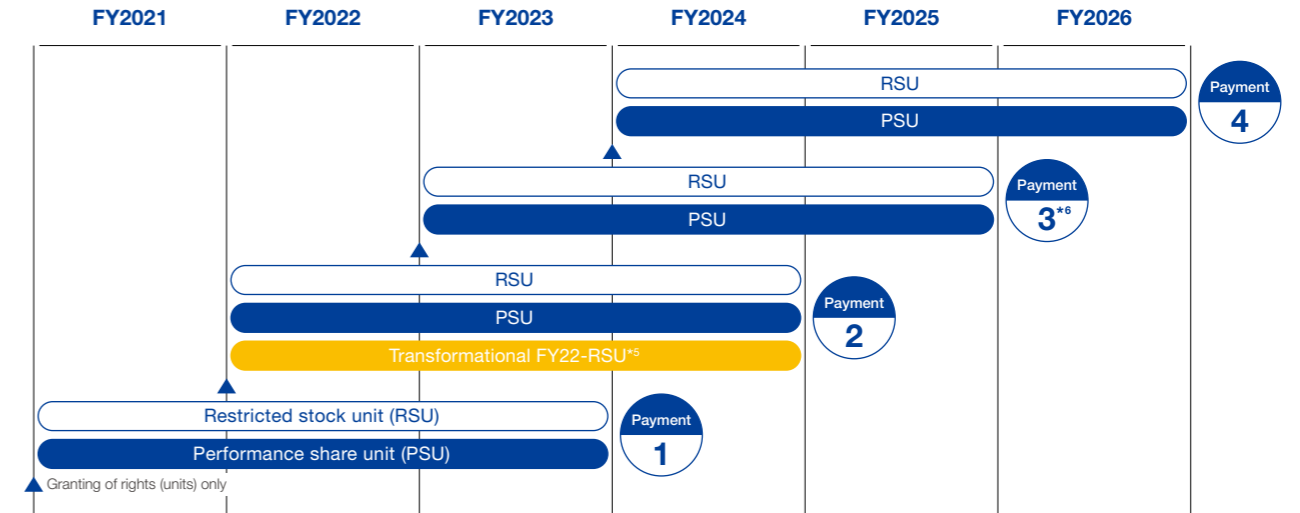 FY2021 FY2022 FY2023 FY2024 FY2025 FY2026
RSU
PSU
Payment
4
RSU
PSU
Payment
3*6
RSU
PSU
Transformational FY22-RSU*5
Payment
2
Restricted stock unit (RSU)
Performance share unit (PSU)
Payment
1
Granting of rights (units) only